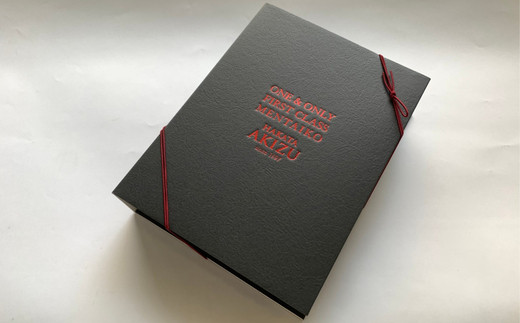 ONE & ONLY
FIRST CLASS
MENTAIKO
HAKATA
AKIZU